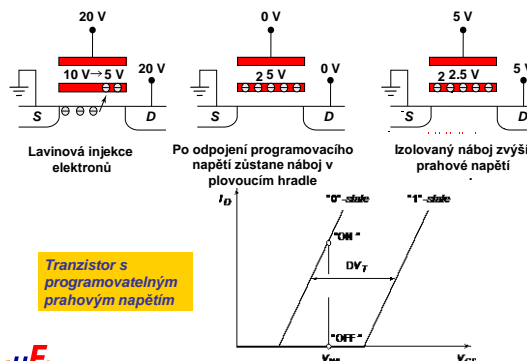 20 V
0 V
5 V
10 V→5 V
20 V
2 5 V
0 V
2 2.5 V
5 V
S
D
S
D
S
D
Lavinová injekce
elektronů
Po odpojení programovacího
napětí zůstane náboj v
plovoucím hradle
Izolovaný náboj zvýší
prahové napětí
I_D
"0"-state
"1"-state
"ON"
DV_T
"OFF"
Tranzistor s
programovatelným
prahovým napětím
V_GS